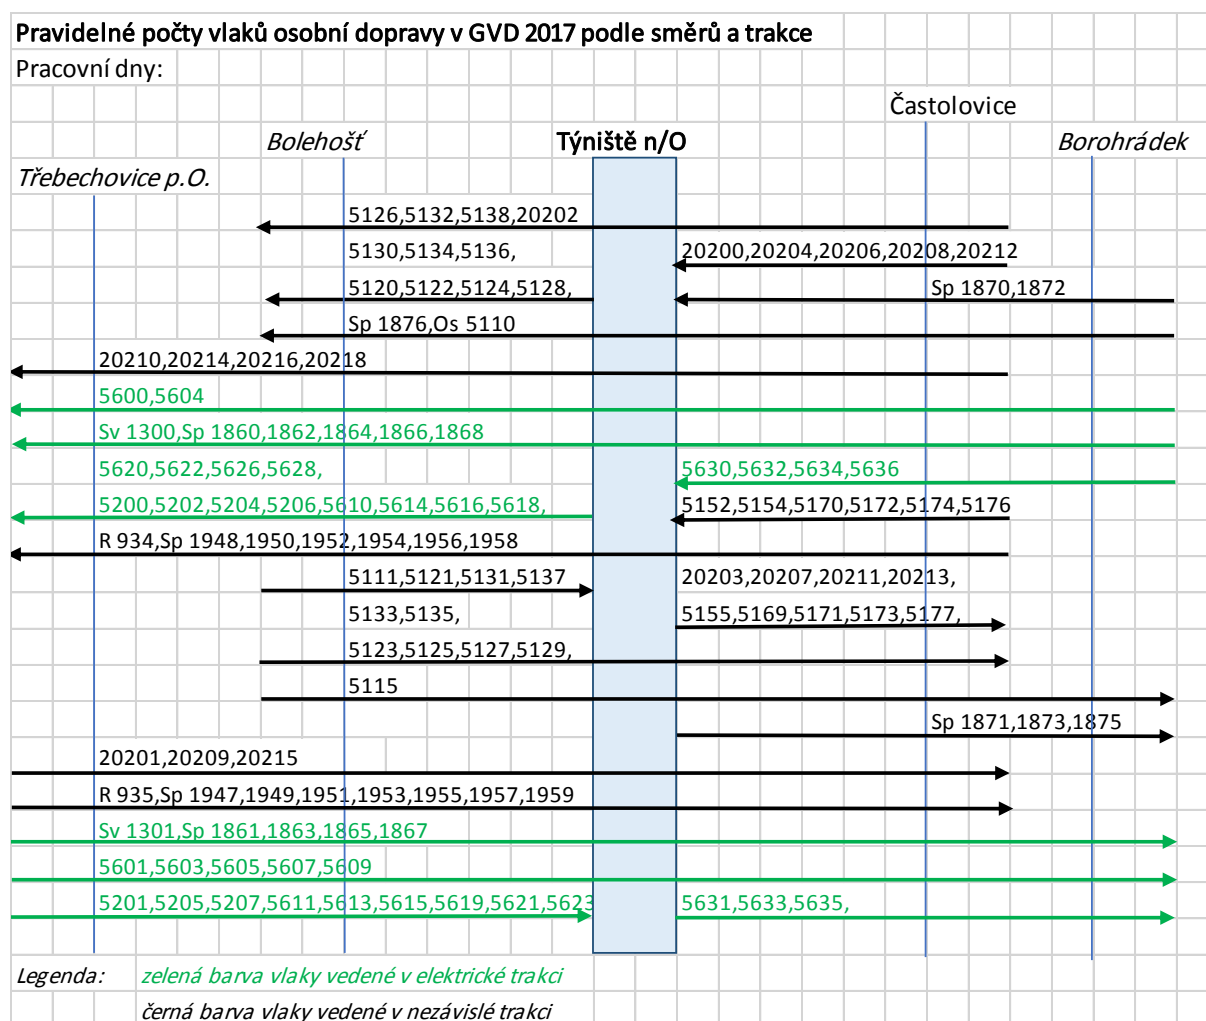 Pravidelné počty vlaků osobní dopravy v GVD 2017 podle směrů a trakce
Pracovní dny:
Častolovice
Bolehošť
Týniště n/O
Borohrádek
Třebechovice p.O.
5126,5132,5138,20202
5130,5134,5136,
20200,20204,20206,20208,20212
5120,5122,5124,5128,
Sp 1870,1872
Sp 1876,Os 5110
20210,20214,20216,20218
5600,5604
Sv 1300,Sp 1860,1862,1864,1866,1868
5620,5622,5626,5628,
5630,5632,5634,5636
5200,5202,5204,5206,5610,5614,5616,5618,
5152,5154,5170,5172,5174,5176
R 934,Sp 1948,1950,1952,1954,1956,1958
5111,5121,5131,5137
20203,20207,20211,20213,
5133,5135,
5155,5169,5171,5173,5177,
5123,5125,5127,5129,
5115
Sp 1871,1873,1875
20201,20209,20215
R 935,Sp 1947,1949,1951,1953,1955,1957,1959
Sv 1301,Sp 1861,1863,1865,1867
5601,5603,5605,5607,5609
5201,5205,5207,5611,5613,5615,5619,5621,5623
5631,5633,5635,
Legenda: zelená barva vlaky vedené v elektrické trakci
černá barva vlaky vedené v nezávislé trakci